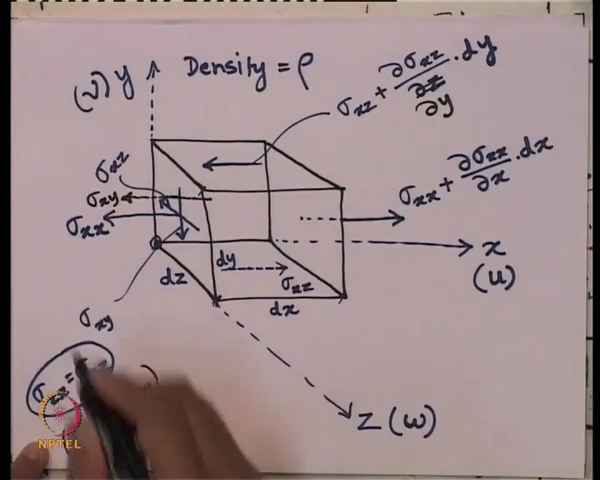 (v) y
Density = ρ
σxz + ∂σxz/∂y . dy
σxx + ∂σxx/∂x . dx
σxz
σxy
σxx
dy
dz
σxz
dx
x
(u)
σxy
z (w)
NPTEL